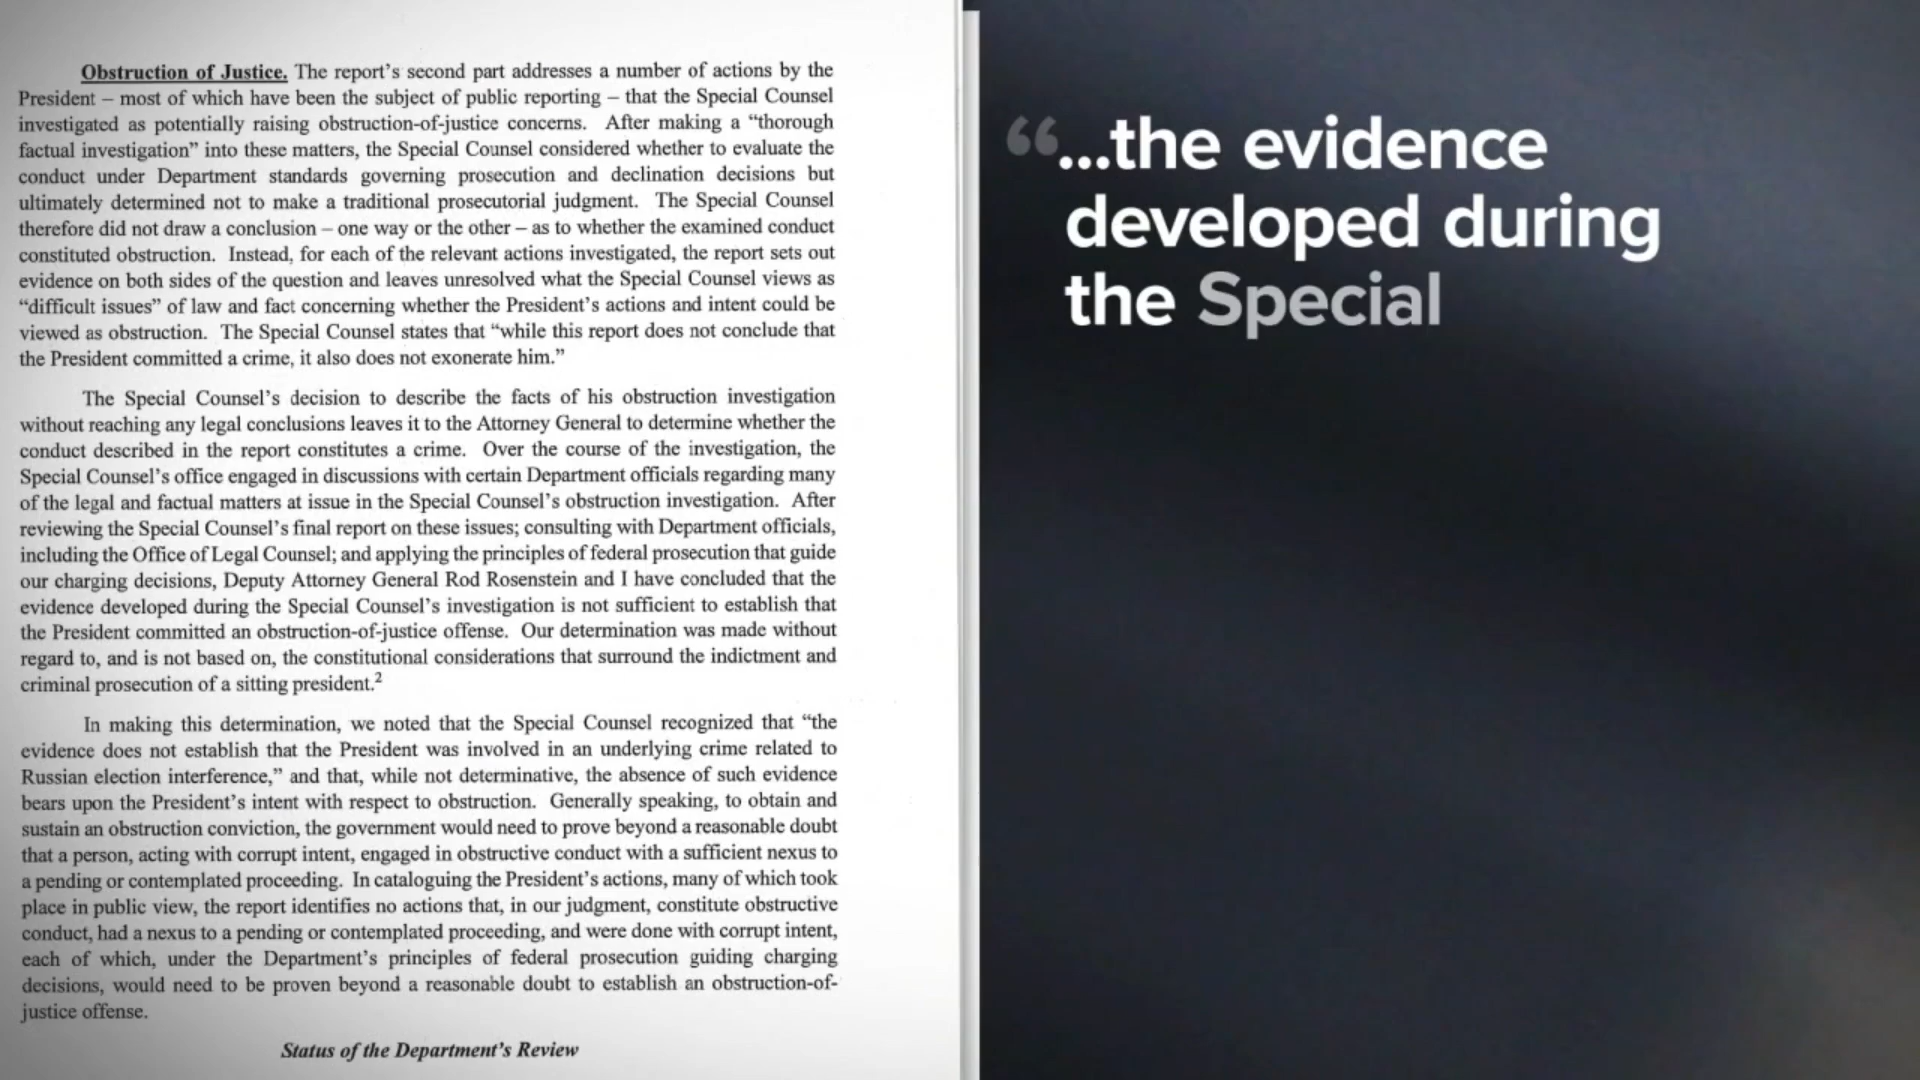 Obstruction of Justice. The report's second part addresses a number of actions by the
President – most of which have been the subject of public reporting – that the Special Counsel
investigated as potentially raising obstruction-of-justice concerns. After making a “thorough
factual investigation” into these matters, the Special Counsel considered whether to evaluate the
conduct under Department standards governing prosecution and declination decisions but
ultimately determined not to make a traditional prosecutorial judgment. The Special Counsel
therefore did not draw a conclusion – one way or the other – as to whether the examined conduct
constituted obstruction. Instead, for each of the relevant actions investigated, the report sets out
evidence on both sides of the question and leaves unresolved what the Special Counsel views as
“difficult issues” of law and fact concerning whether the President's actions and intent could be
viewed as obstruction. The Special Counsel states that “while this report does not conclude that
the President committed a crime, it also does not exonerate him.”
The Special Counsel's decision to describe the facts of his obstruction investigation
without reaching any legal conclusions leaves it to the Attorney General to determine whether the
conduct described in the report constitutes a crime. Over the course of the investigation, the
Special Counsel's office engaged in discussions with certain Department officials regarding many
of the legal and factual matters at issue in the Special Counsel's obstruction investigation. After
reviewing the Special Counsel's final report on these issues; consulting with Department officials,
including the Office of Legal Counsel; and applying the principles of federal prosecution that guide
our charging decisions, Deputy Attorney General Rod Rosenstein and I have concluded that the
evidence developed during the Special Counsel's investigation is not sufficient to establish that
the President committed an obstruction-of-justice offense. Our determination was made without
regard to, and is not based on, the constitutional considerations that surround the indictment and
criminal prosecution of a sitting president.2
In making this determination, we noted that the Special Counsel recognized that “the
evidence does not establish that the President was involved in an underlying crime related to
Russian election interference,” and that, while not determinative, the absence of such evidence
bears upon the President's intent with respect to obstruction. Generally speaking, to obtain and
sustain an obstruction conviction, the government would need to prove beyond a reasonable doubt
that a person, acting with corrupt intent, engaged in obstructive conduct with a sufficient nexus to
a pending or contemplated proceeding. In cataloguing the President's actions, many of which took
place in public view, the report identifies no actions that, in our judgment, constitute obstructive
conduct, had a nexus to a pending or contemplated proceeding, and were done with corrupt intent,
each of which, under the Department's principles of federal prosecution guiding charging
decisions, would need to be proven beyond a reasonable doubt to establish an obstruction-of-
justice offense.
Status of the Department's Review
“...the evidence
developed during
the Special